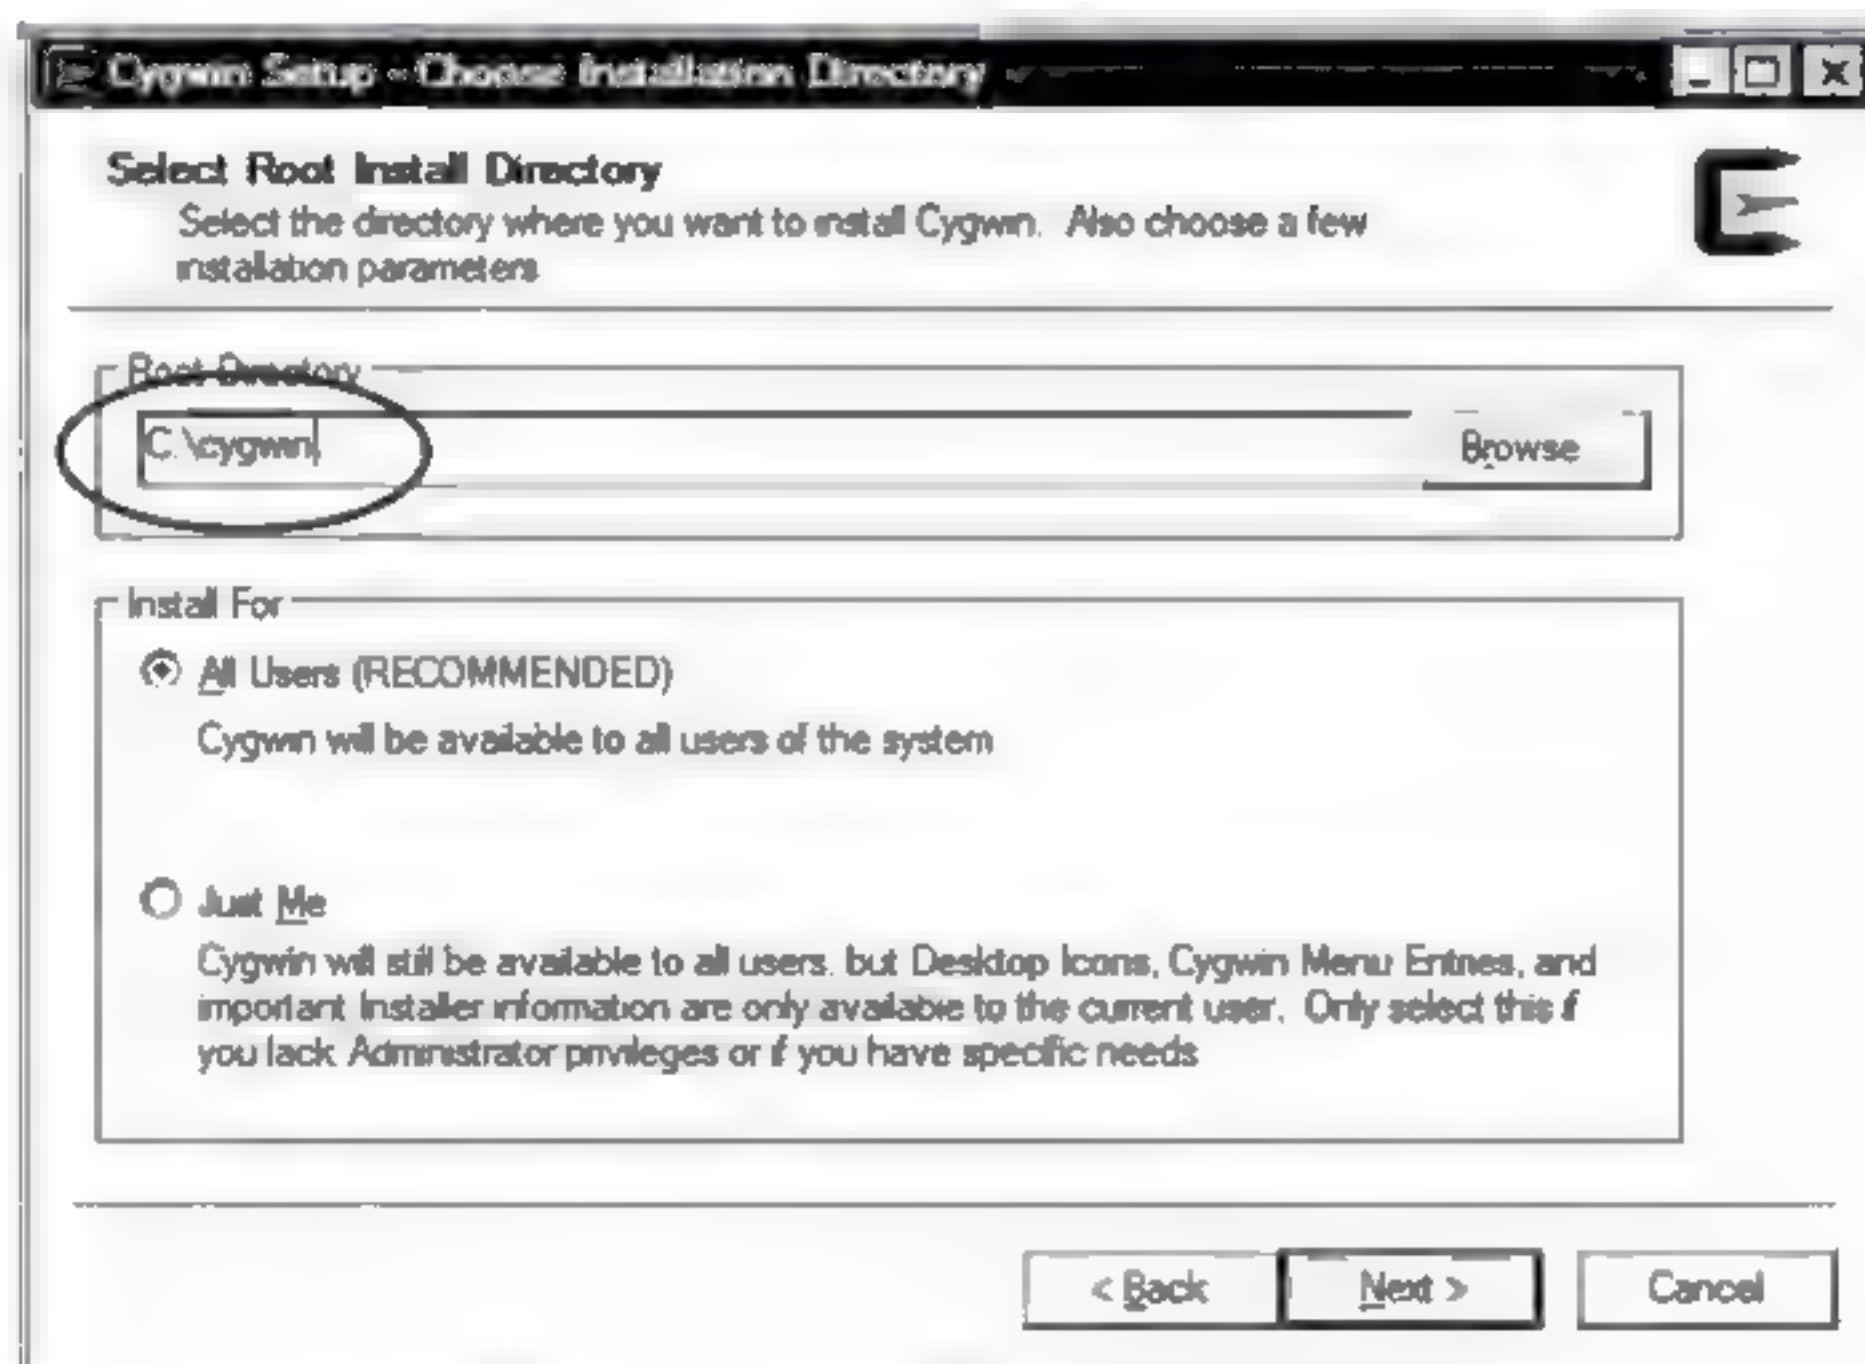 Cygwin Setup - Choose Installation Directory
Select Root Install Directory
Select the directory where you want to install Cygwin. Also choose a few
installation parameters
Root Directory
C:\cygwin
Browse
Install For
All Users (RECOMMENDED)
Cygwin will be available to all users of the system
Just Me
Cygwin will still be available to all users. but Desktop Icons, Cygwin Menu Entries, and
important Installer information are only available to the current user. Only select this if
you lack Administrator privileges or if you have specific needs
< Back
Next >
Cancel